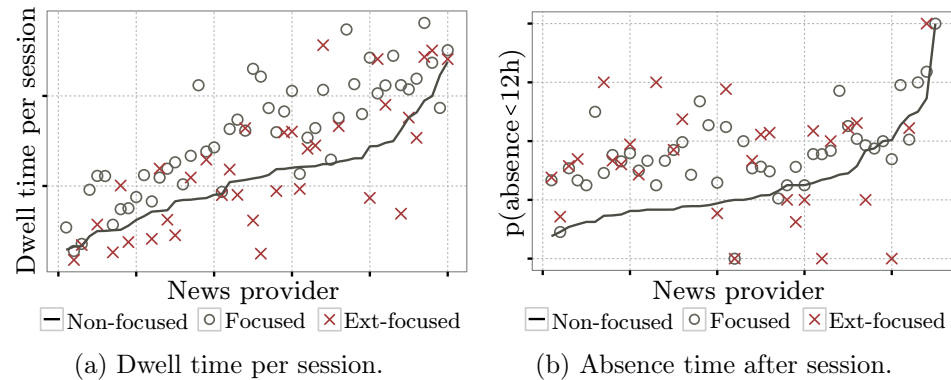 Dwell time per session
News provider
Non-focused Focused Ext-focused
(a) Dwell time per session.
p(absence<12h)
News provider
Non-focused Focused Ext-focused
(b) Absence time after session.